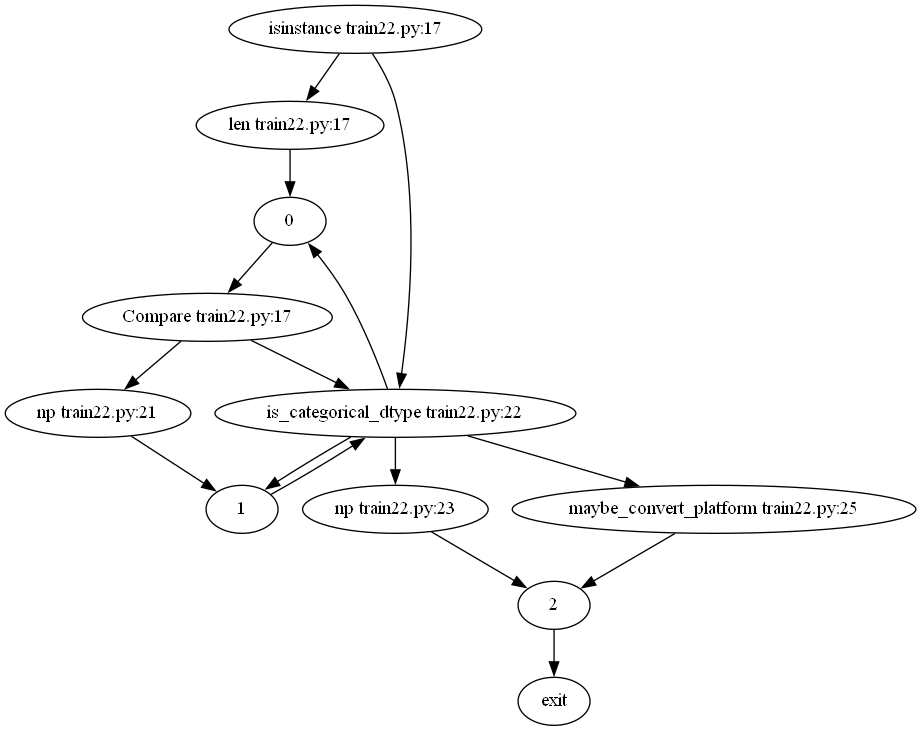 isinstance train22.py:17
len train22.py:17
0
Compare train22.py:17
np train22.py:21
is_categorical_dtype train22.py:22
1
np train22.py:23
maybe_convert_platform train22.py:25
2
exit